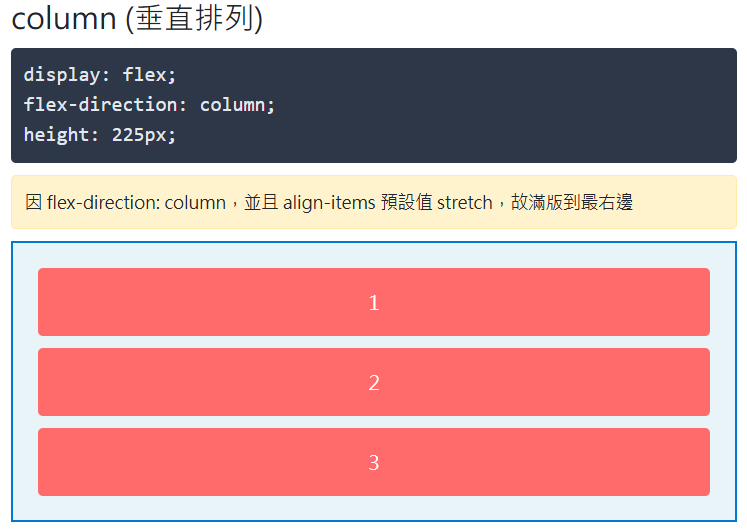 column (垂直排列)
display: flex;
flex-direction: column;
height: 225px;
因 flex-direction: column，並且 align-items 預設值 stretch，故滿版到最右邊
1
2
3